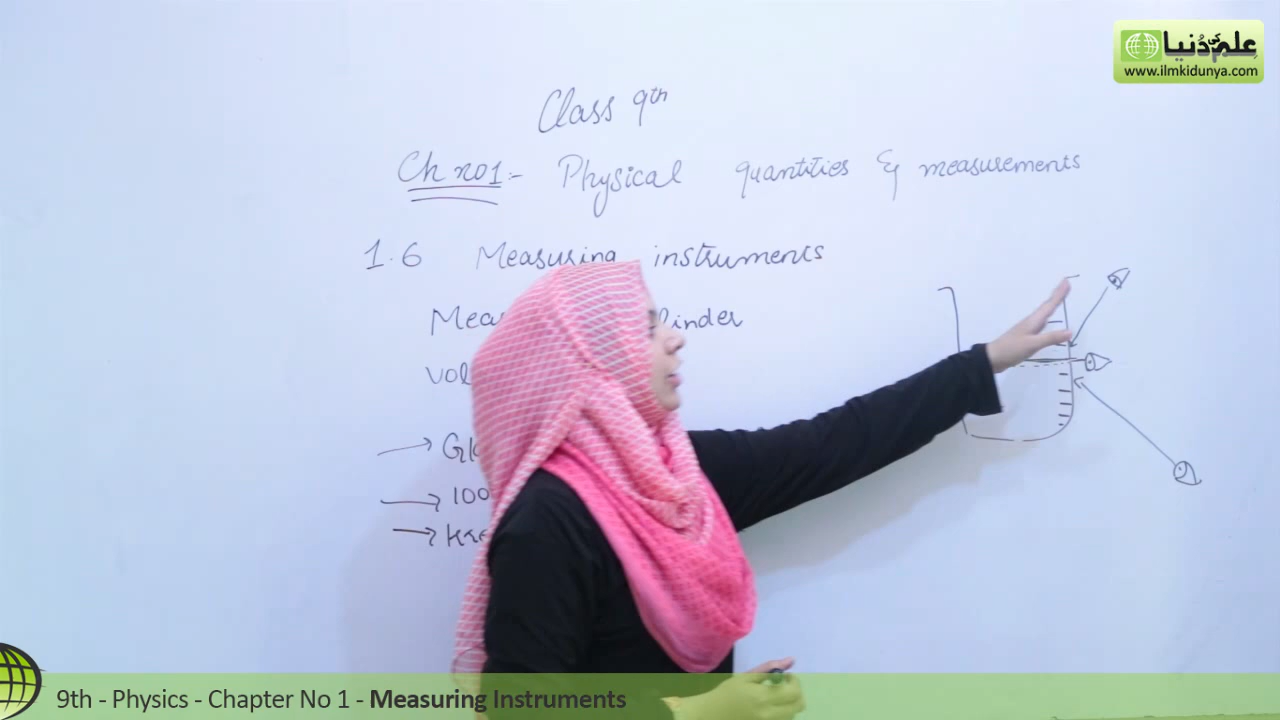 علم کی دُنیا
www.ilmkidunya.com
Class 9th
Ch no1:- Physical quantities & measurements
1.6 Measuring instruments
9th - Physics - Chapter No 1 - Measuring Instruments